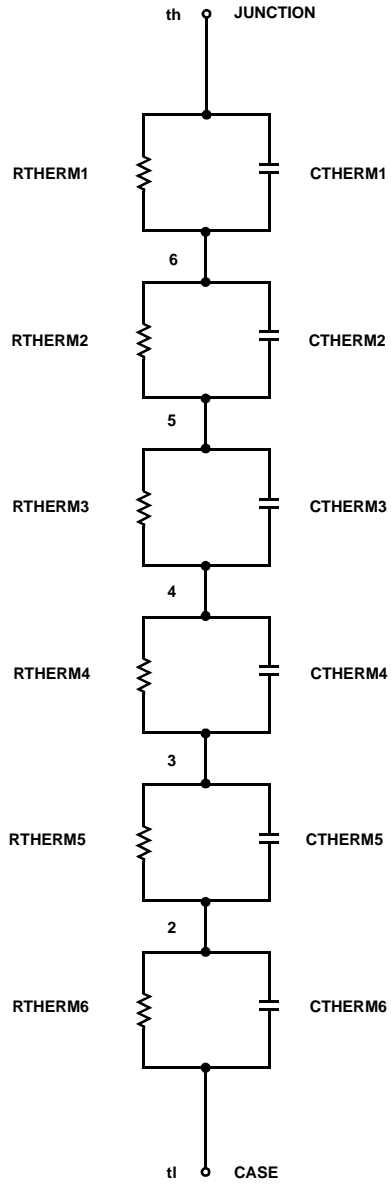 th JUNCTION
RTHERM1 CTHERM1
6
RTHERM2 CTHERM2
5
RTHERM3 CTHERM3
4
RTHERM4 CTHERM4
3
RTHERM5 CTHERM5
2
RTHERM6 CTHERM6
tl CASE